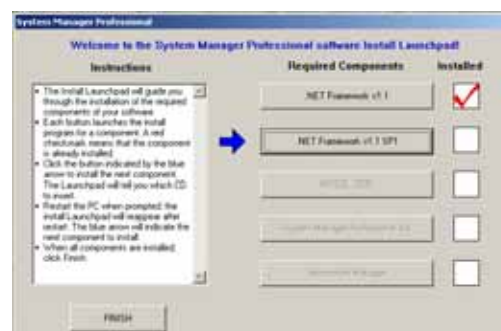 System Manager Professional
Welcome to the System Manager Professional software Install Launchpad!
Instructions
Required Components
Installed
• The Install Launchpad will guide you
through the installation of the required
components of your software.
• Each button launches the install
program for a component. A red
checkmark means that the component
is already installed.
• Click the button indicated by the blue
arrow to install the next component.
The Launchpad will tell you which CD
to insert.
• Restart the PC when prompted; the
Install Launchpad will reappear after
restart. The blue arrow will indicate the
next component to install.
• When all components are installed,
click Finish.
.NET Framework v1.1
.NET Framework v1.1 SP1
System Manager Professional
Manager
FINISH